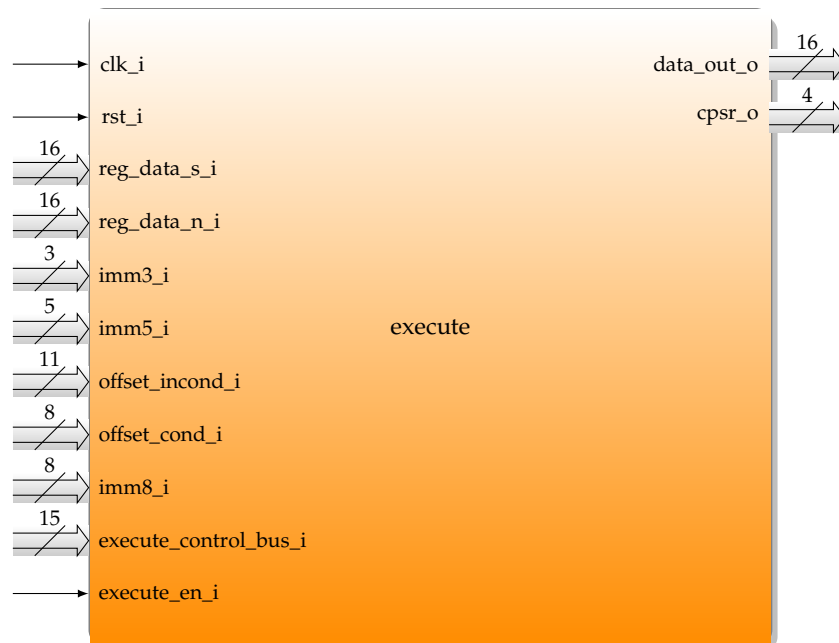 clk_i
rst_i
16
reg_data_s_i
16
reg_data_n_i
3
imm3_i
5
imm5_i
11
offset_incond_i
8
offset_cond_i
8
imm8_i
15
execute_control_bus_i
execute_en_i
execute
16
data_out_o
4
cpsr_o